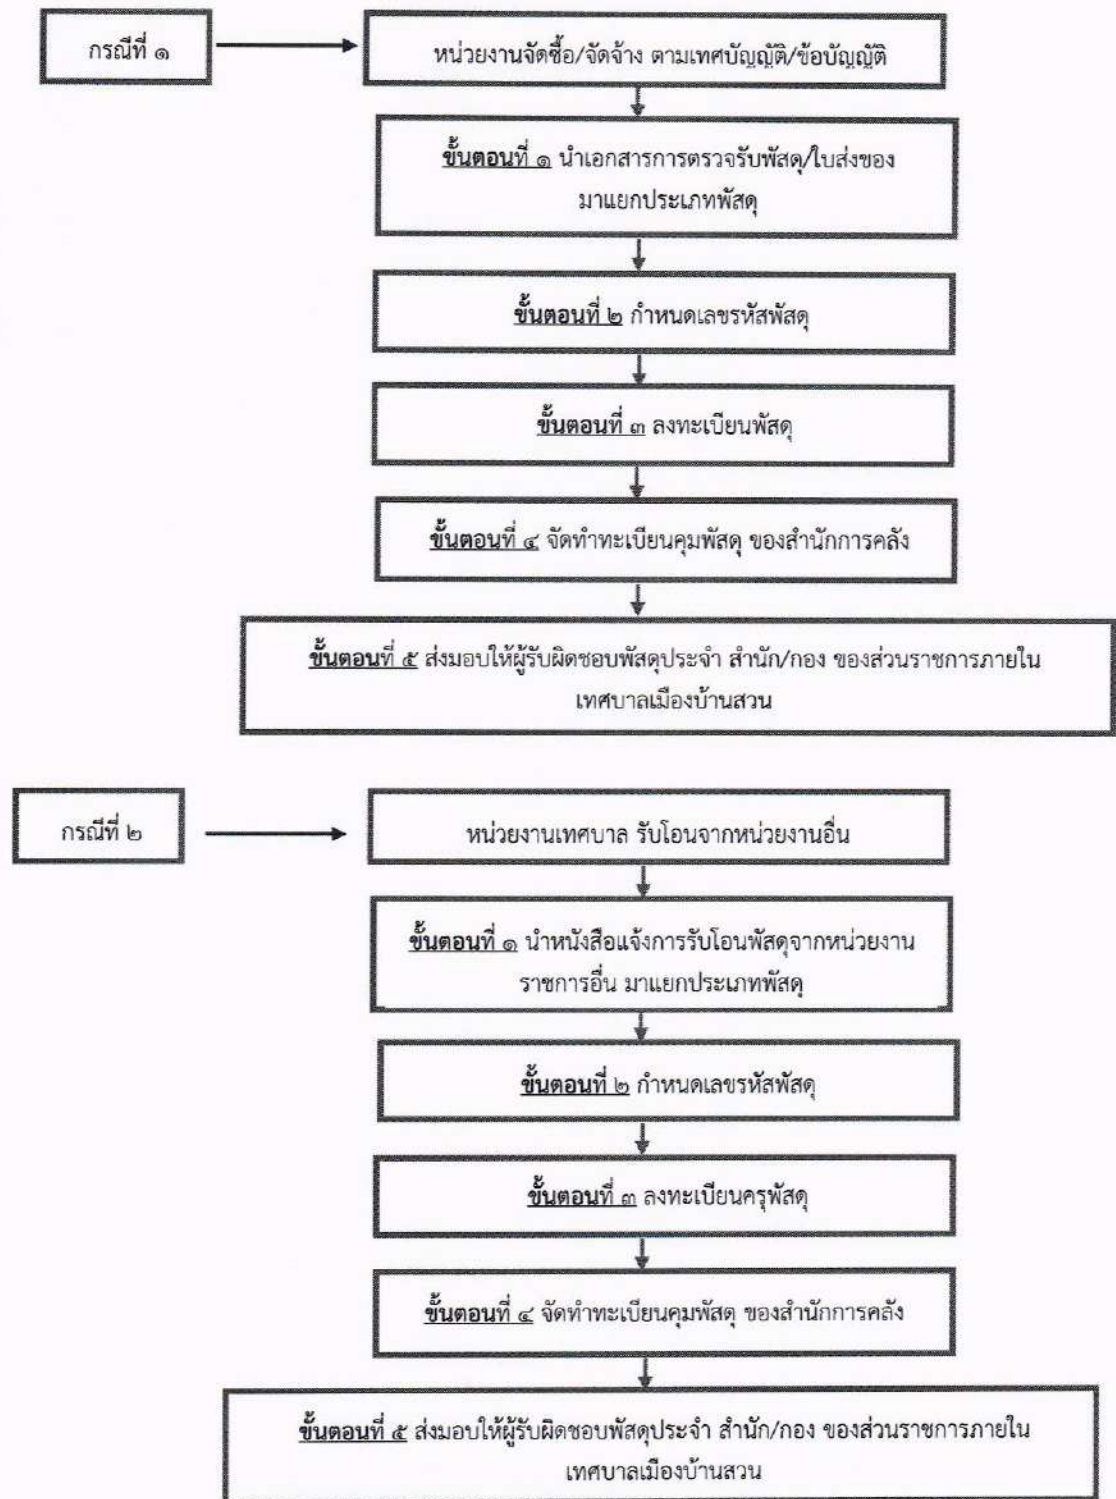 กรณีที่ ๑
หน่วยงานจัดซื้อ/จัดจ้าง ตามเทศบัญญัติ/ข้อบัญญัติ
ขั้นตอนที่ ๑ นำเอกสารการตรวจรับพัสดุ/ใบส่งของ
มาแยกประเภทพัสดุ
ขั้นตอนที่ ๒ กำหนดเลขรหัสพัสดุ
ขั้นตอนที่ ๓ ลงทะเบียนพัสดุ
ขั้นตอนที่ ๔ จัดทำทะเบียนคุมพัสดุ ของสำนักการคลัง
ขั้นตอนที่ ๕ ส่งมอบให้ผู้รับผิดชอบพัสดุประจำ สำนัก/กอง ของส่วนราชการภายใน
เทศบาลเมืองบ้านสวน
กรณีที่ ๒
หน่วยงานเทศบาล รับโอนจากหน่วยงานอื่น
ขั้นตอนที่ ๑ นำหนังสือแจ้งการรับโอนพัสดุจากหน่วยงาน
ราชการอื่น มาแยกประเภทพัสดุ
ขั้นตอนที่ ๒ กำหนดเลขรหัสพัสดุ
ขั้นตอนที่ ๓ ลงทะเบียนครุพัสดุ
ขั้นตอนที่ ๔ จัดทำทะเบียนคุมพัสดุ ของสำนักการคลัง
ขั้นตอนที่ ๕ ส่งมอบให้ผู้รับผิดชอบพัสดุประจำ สำนัก/กอง ของส่วนราชการภายใน
เทศบาลเมืองบ้านสวน